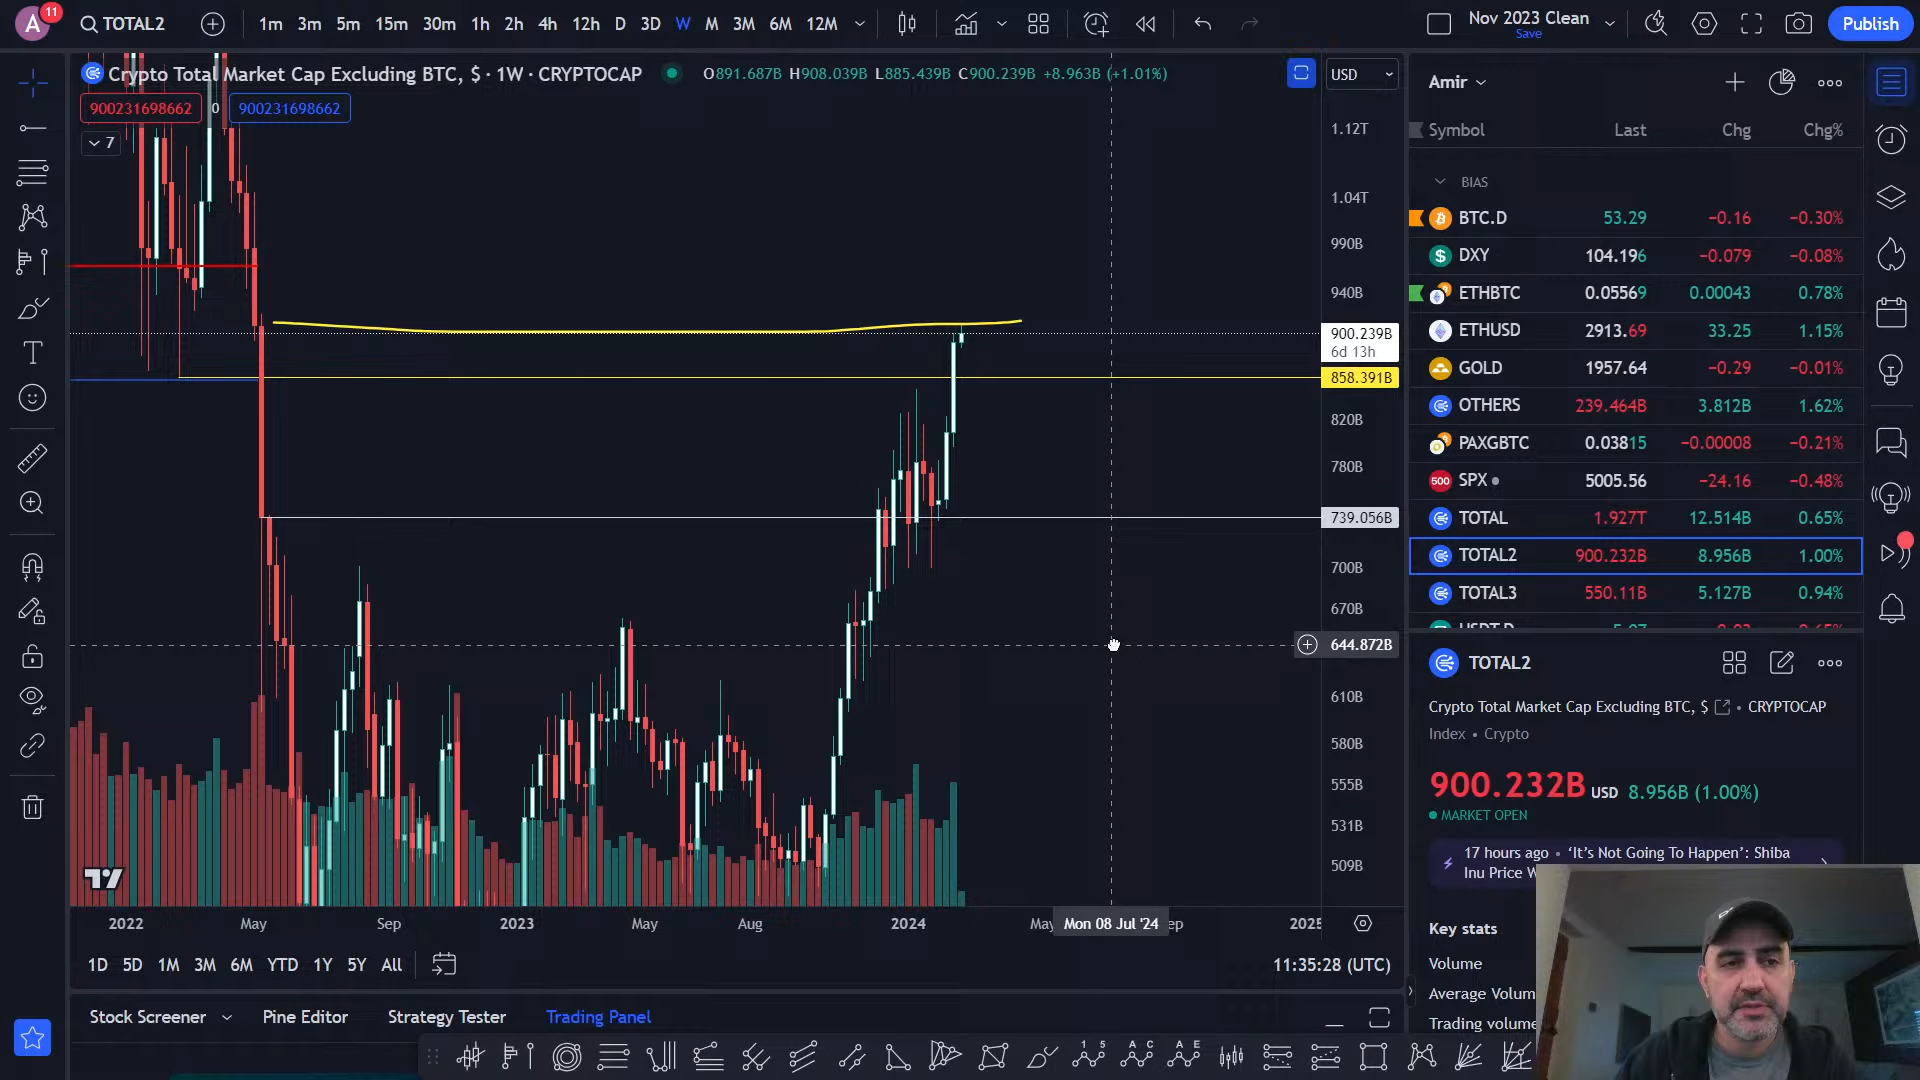 A 11 TOTAL2 1m 3m 5m 15m 30m 1h 2h 4h 12h D 3D W M 3M 6M 12M Nov 2023 Clean Save Publish
Crypto Total Market Cap Excluding BTC, $ · 1W · CRYPTOCAP O891.687B H908.039B L885.439B C900.239B +8.963B (+1.01%) USD
900231698662 0 900231698662
7
1.12T
1.04T
990B
940B
900.239B
6d 13h
858.391B
820B
780B
739.056B
700B
670B
644.872B
610B
580B
555B
531B
509B
2022 May Sep 2023 May Aug 2024 May Mon 08 Jul '24 ep 2025
1D 5D 1M 3M 6M YTD 1Y 5Y All 11:35:28 (UTC)
Stock Screener Pine Editor Strategy Tester Trading Panel
Amir
Symbol Last Chg Chg%
BIAS
BTC.D 53.29 −0.16 −0.30%
DXY 104.196 −0.079 −0.08%
ETHBTC 0.05569 0.00043 0.78%
ETHUSD 2913.69 33.25 1.15%
GOLD 1957.64 −0.29 −0.01%
OTHERS 239.464B 3.812B 1.62%
PAXGBTC 0.03815 −0.00008 −0.21%
500 SPX 5005.56 −24.16 −0.48%
TOTAL 1.927T 12.514B 0.65%
TOTAL2 900.232B 8.956B 1.00%
TOTAL3 550.11B 5.127B 0.94%
TOTAL2
Crypto Total Market Cap Excluding BTC, $ • CRYPTOCAP
Index • Crypto
900.232B USD 8.956B (1.00%)
MARKET OPEN
17 hours ago • ‘It’s Not Going To Happen’: Shiba
Inu Price W
Key stats
Volume
Average Volum
Trading volume